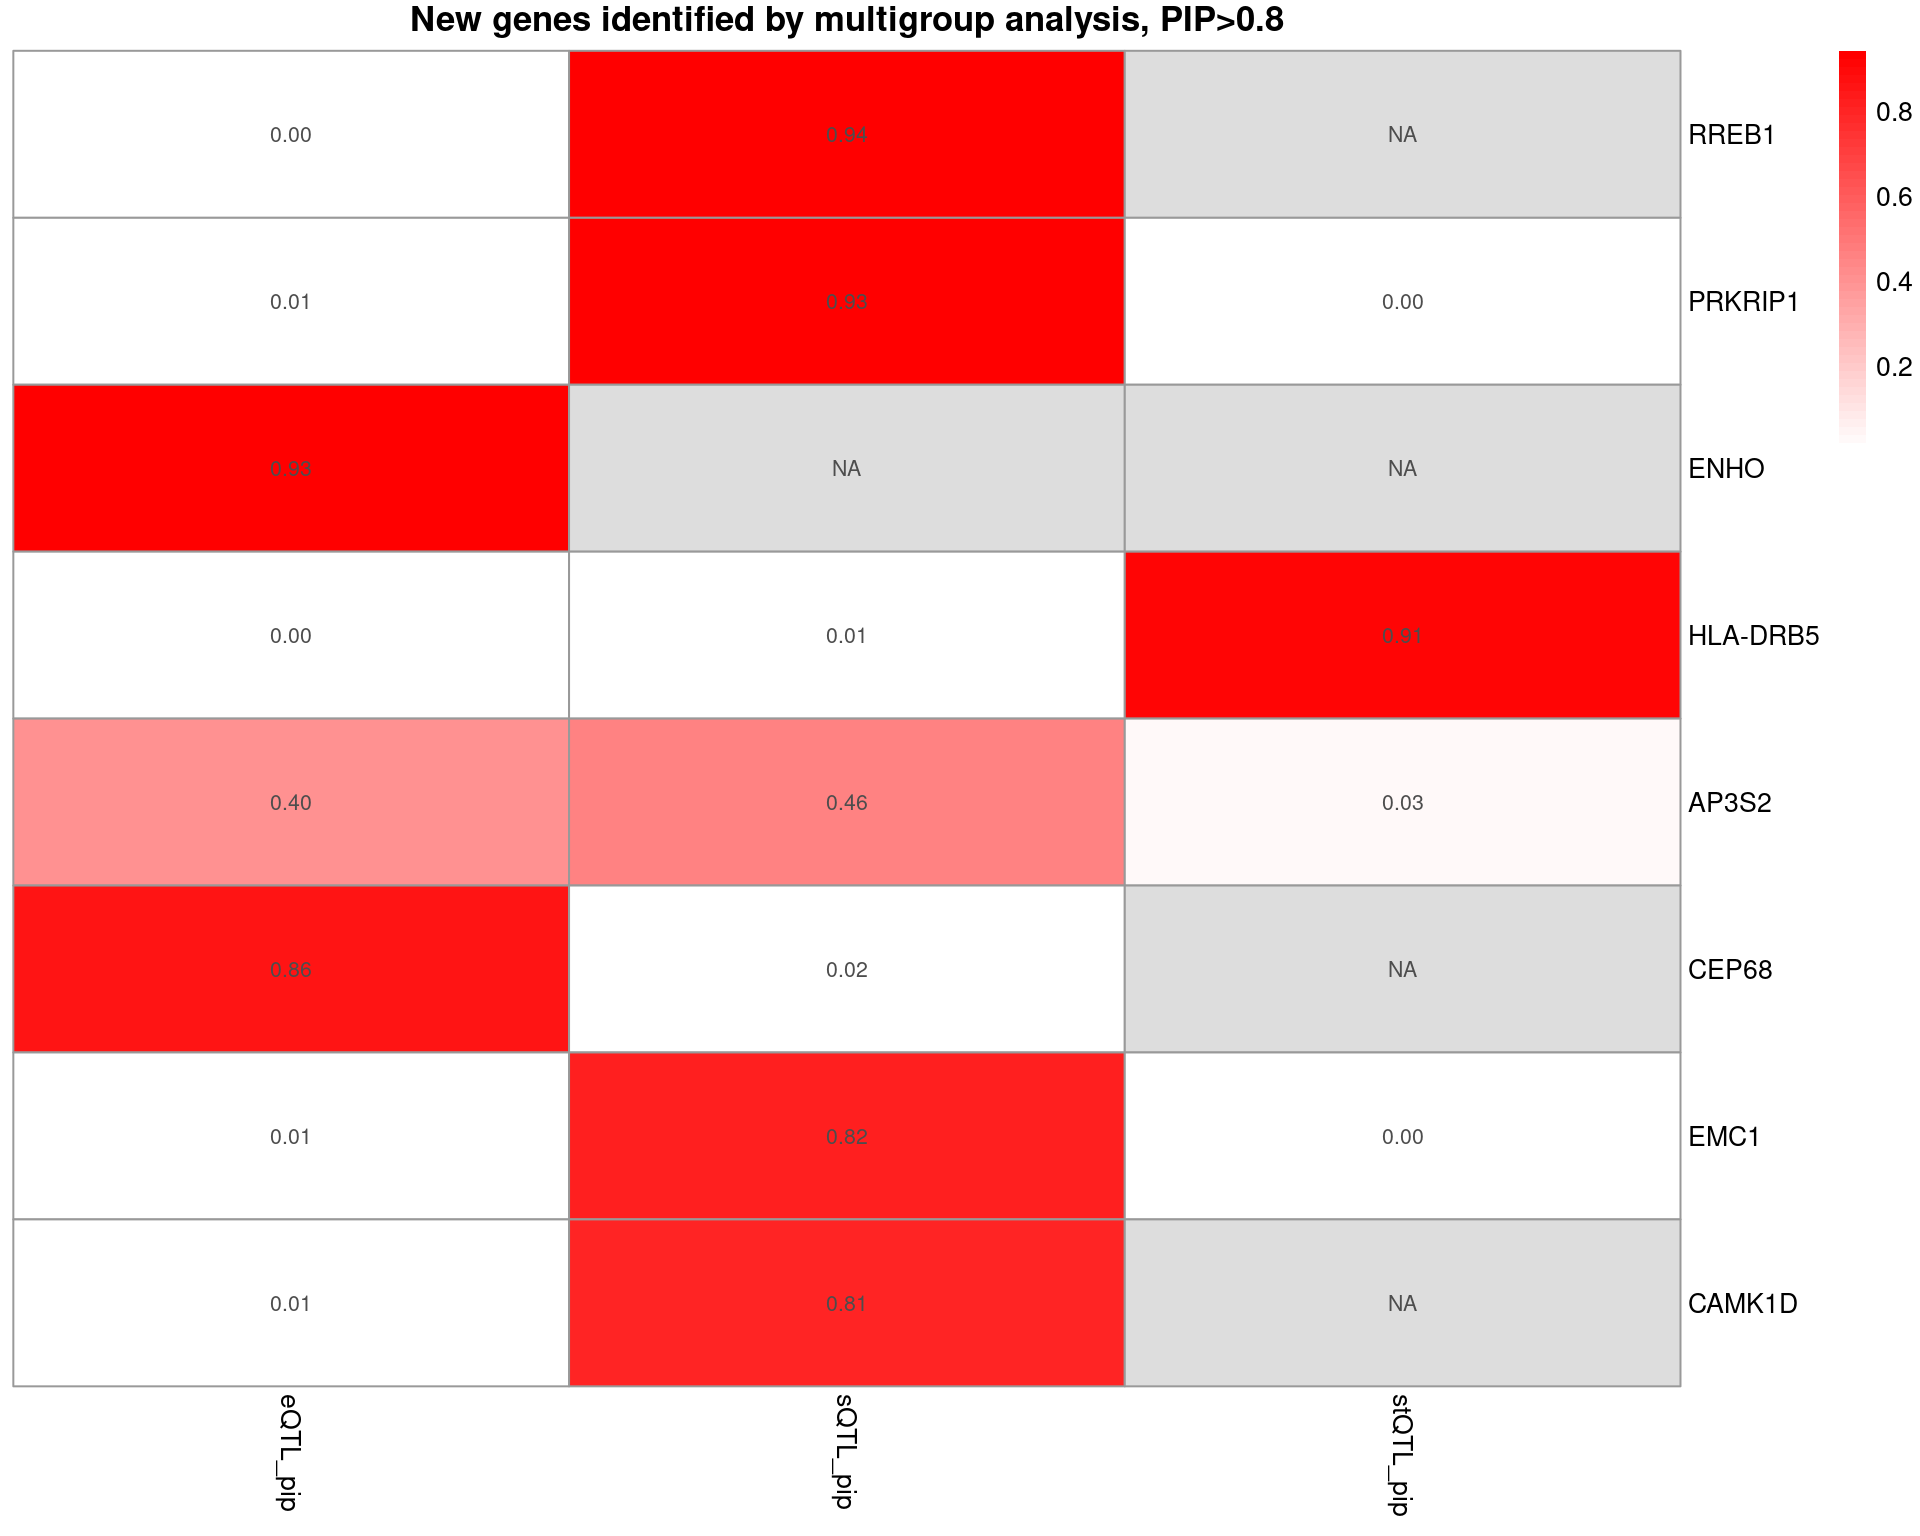 New genes identified by multigroup analysis, PIP>0.8
0.00 0.94 NA RREB1
0.01 0.93 0.00 PRKRIP1
0.93 NA NA ENHO
0.00 0.01 0.91 HLA-DRB5
0.40 0.46 0.03 AP3S2
0.86 0.02 NA CEP68
0.01 0.82 0.00 EMC1
0.01 0.81 NA CAMK1D
eQTL_pip sQTL_pip stQTL_pip
0.8
0.6
0.4
0.2